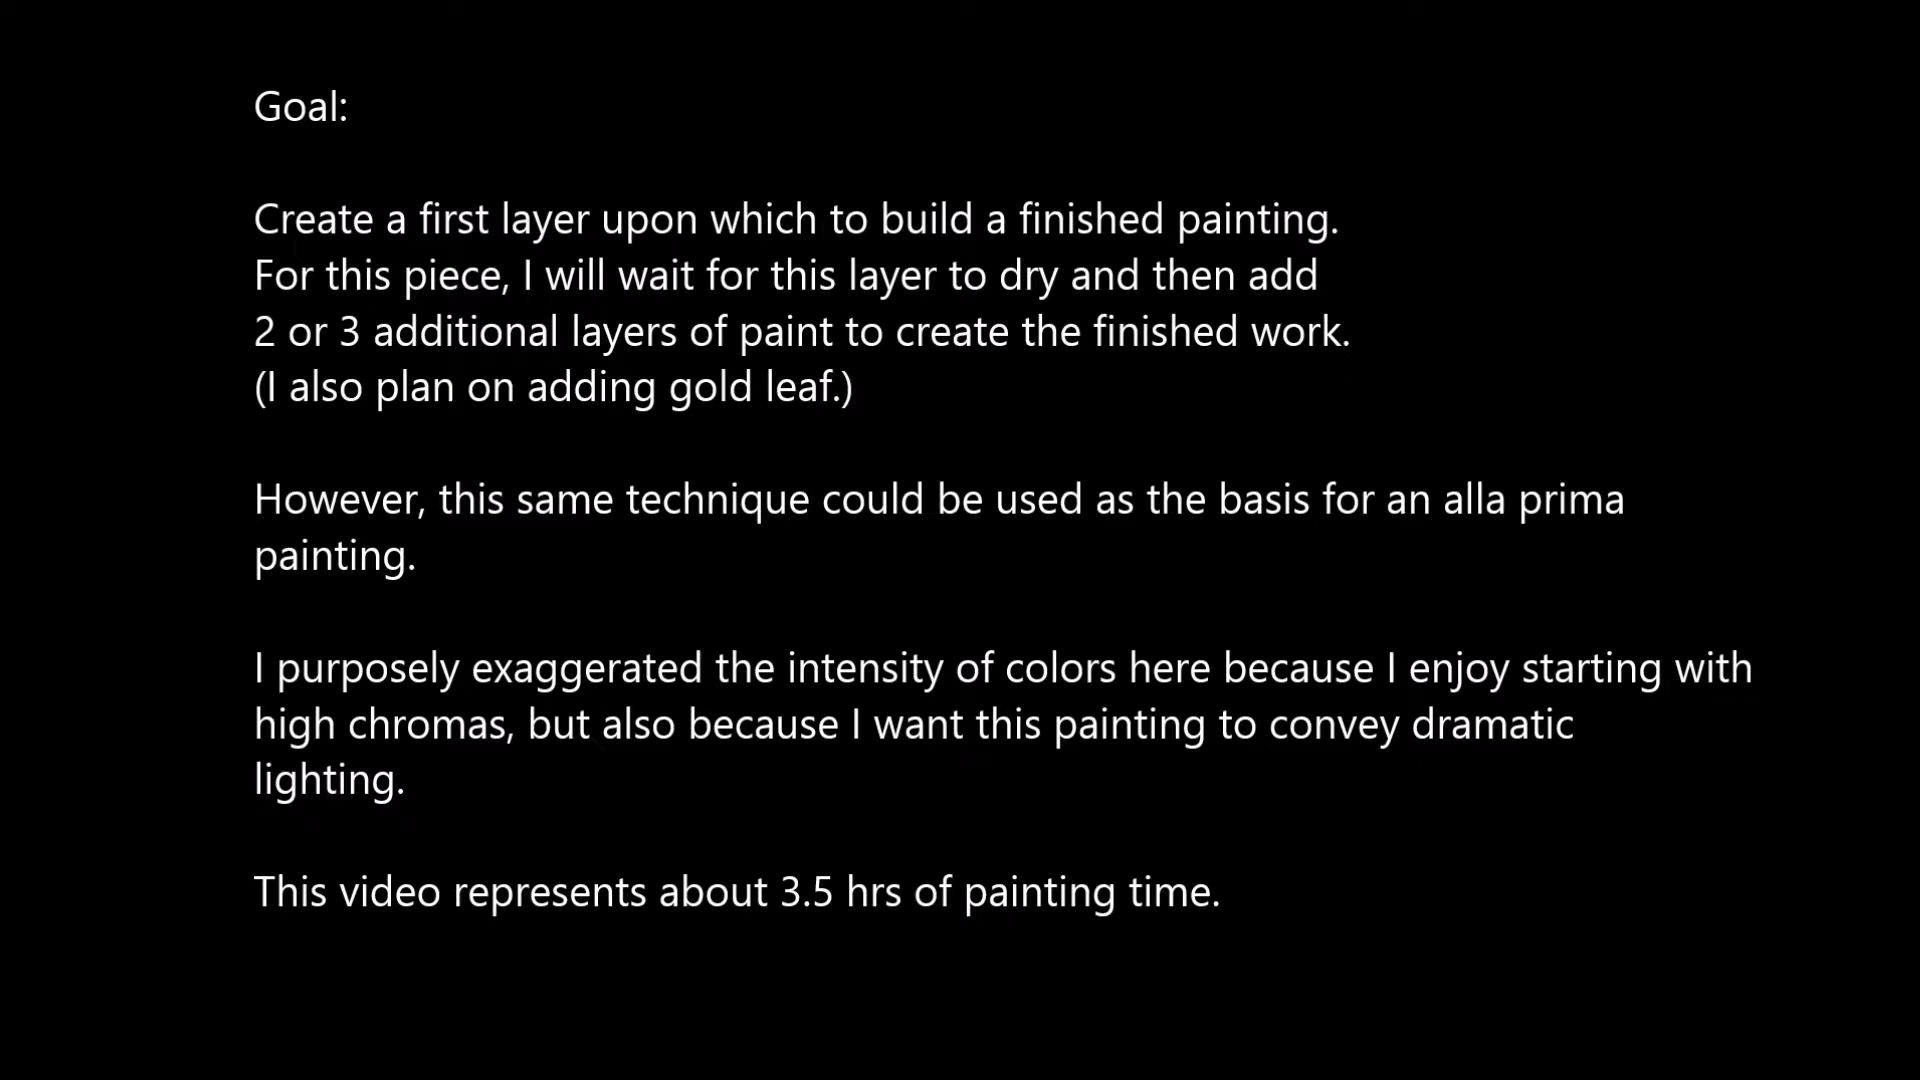 Goal:
Create a first layer upon which to build a finished painting.
For this piece, I will wait for this layer to dry and then add
2 or 3 additional layers of paint to create the finished work.
(I also plan on adding gold leaf.)
However, this same technique could be used as the basis for an alla prima
painting.
I purposely exaggerated the intensity of colors here because I enjoy starting with
high chromas, but also because I want this painting to convey dramatic
lighting.
This video represents about 3.5 hrs of painting time.